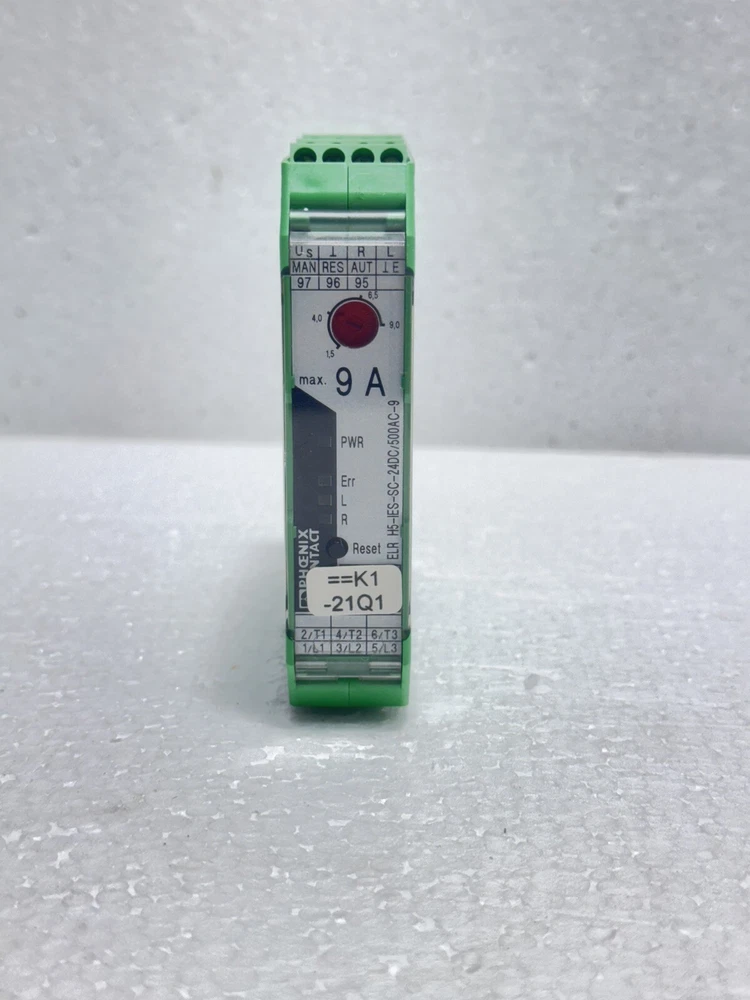 Us ⊥ R L
MAN RES AUT ⊥E
97 96 95
6,5
4,0
9,0
1,5
max. 9 A
PWR
Err
L
R
Reset
ELR H5-IES-SC-24DC/500AC-9
PHŒNIX
NTACT
==K1
-21Q1
2/T1 4/T2 6/T3
1/L1 3/L2 5/L3